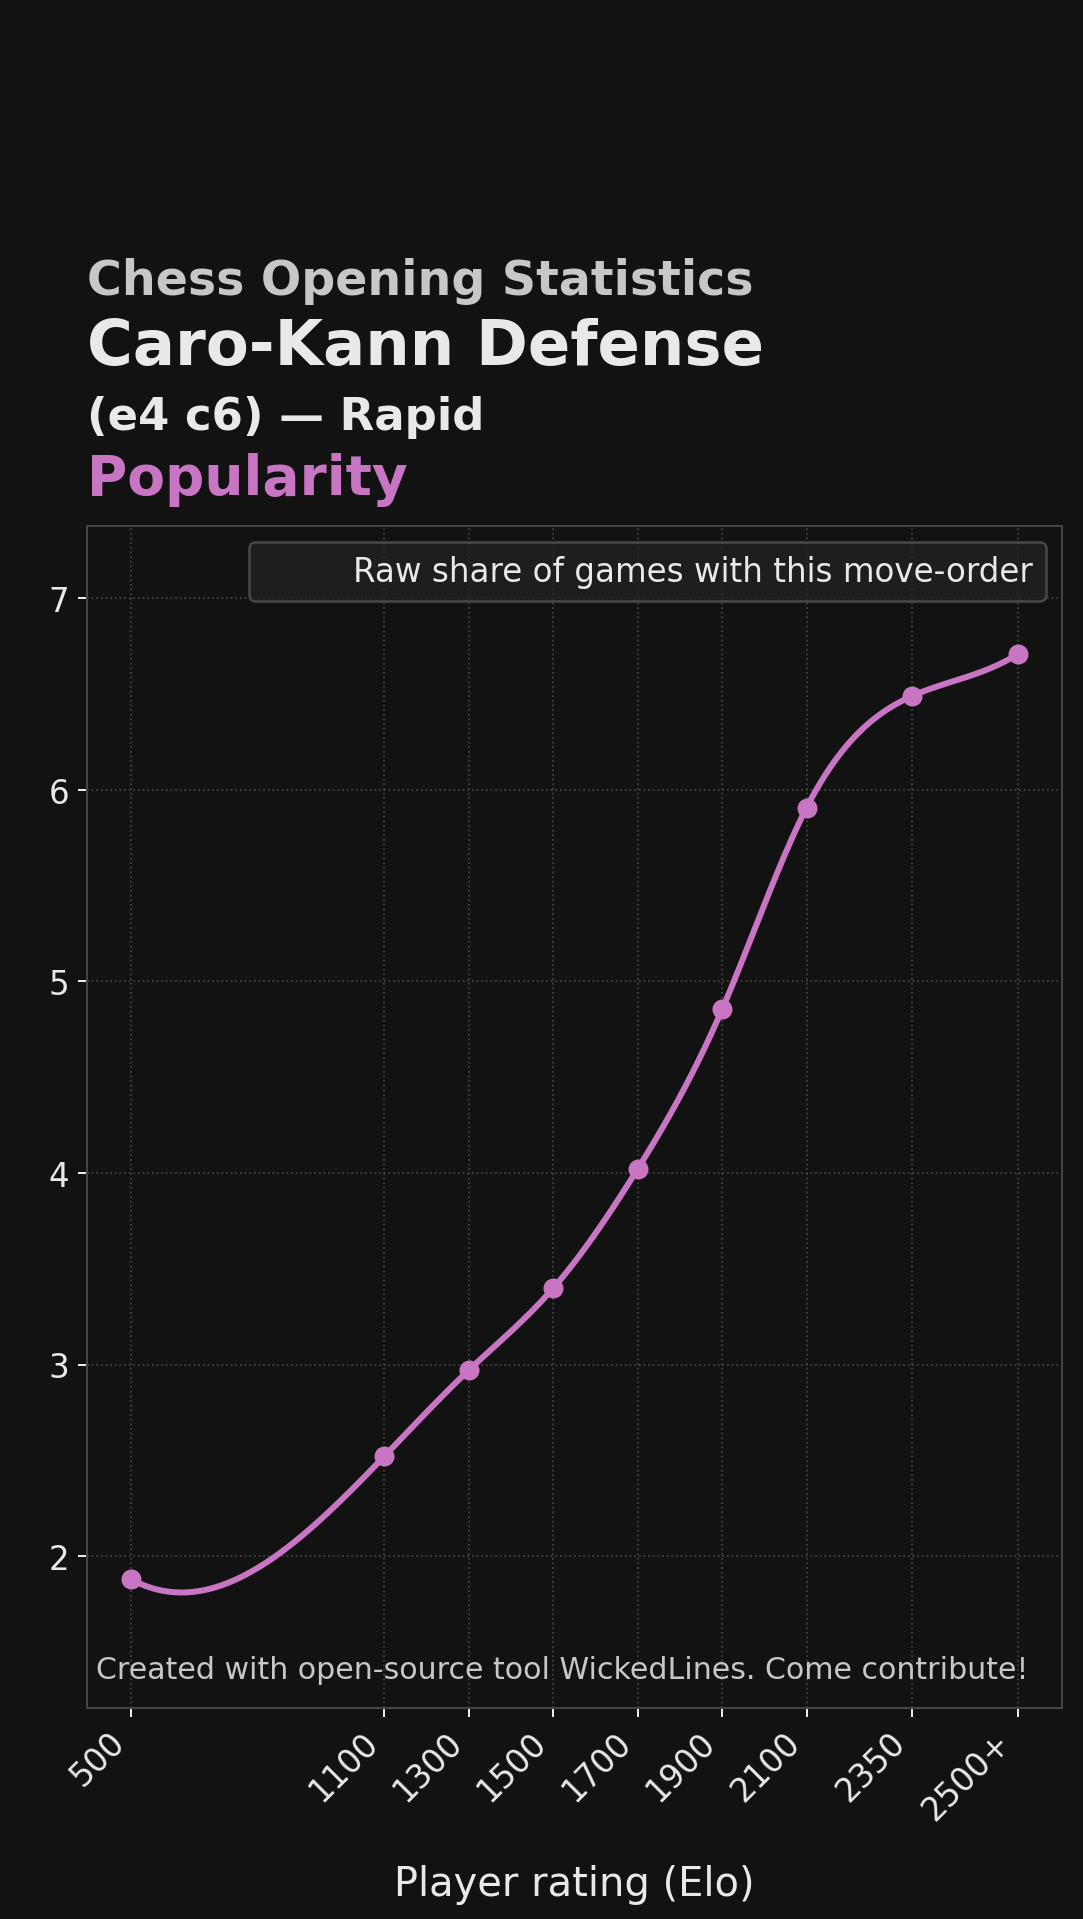 Chess Opening Statistics
Caro-Kann Defense
(e4 c6) — Rapid
Popularity
Raw share of games with this move-order
7
6
5
4
3
2
Created with open-source tool WickedLines. Come contribute!
500 1100 1300 1500 1700 1900 2100 2350 2500+
Player rating (Elo)